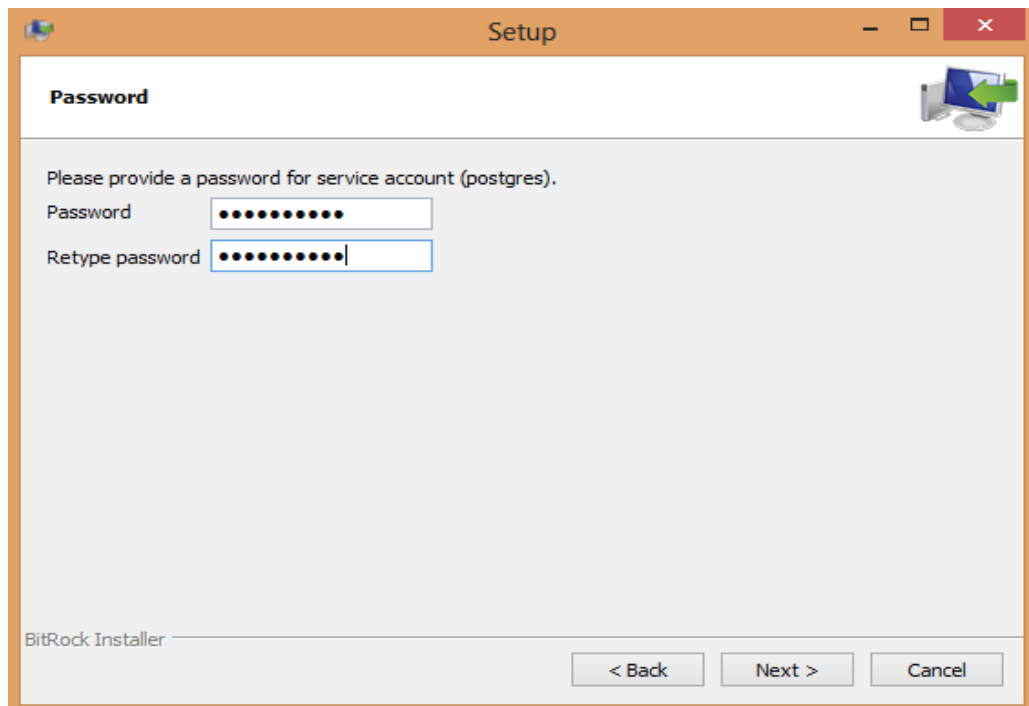 Setup
Password
Please provide a password for service account (postgres).
Password ••••••••••
Retype password ••••••••••
BitRock Installer
< Back Next > Cancel